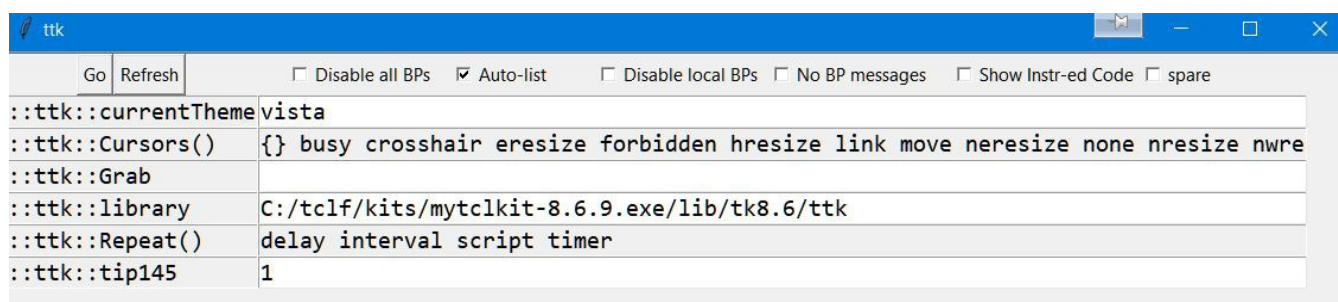 ttk
Go Refresh Disable all BPs Auto-list Disable local BPs No BP messages Show Instr-ed Code spare
::ttk::currentTheme vista
::ttk::Cursors() {} busy crosshair eresize forbidden hresize link move neresize none nresize nwre
::ttk::Grab
::ttk::library C:/tclf/kits/mytclkit-8.6.9.exe/lib/tk8.6/ttk
::ttk::Repeat() delay interval script timer
::ttk::tip145 1